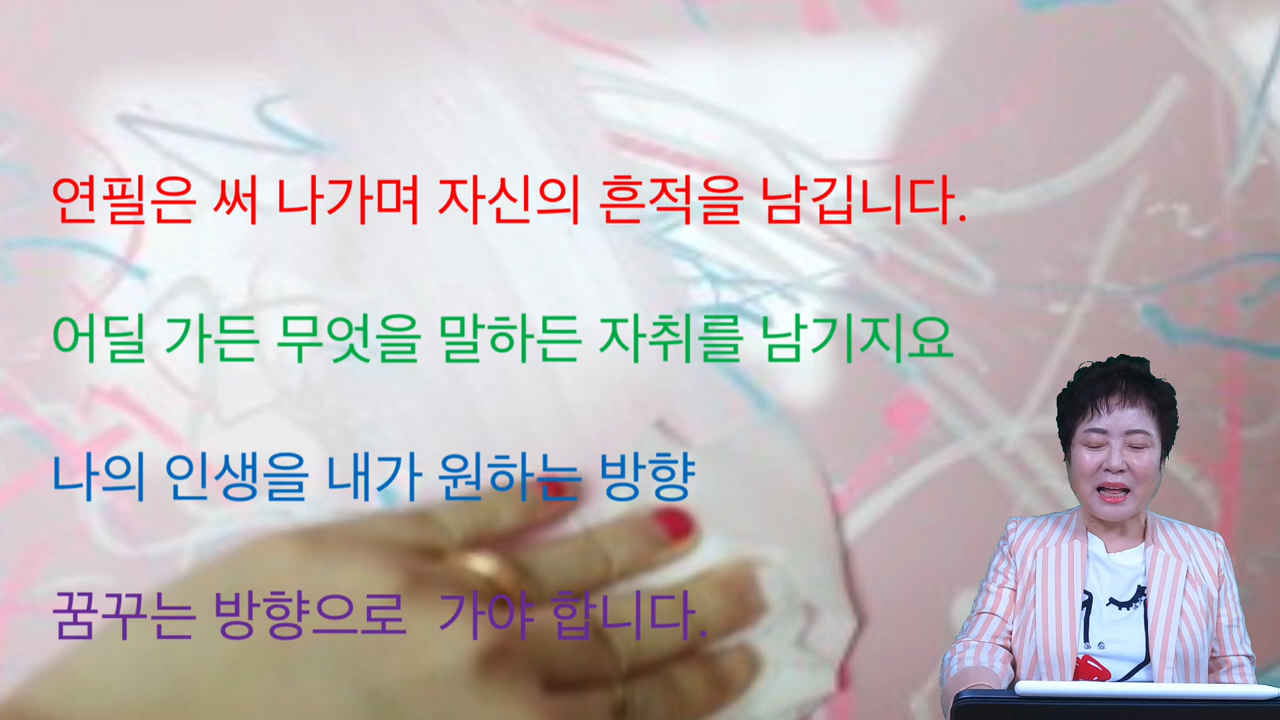 연필은 써 나가며 자신의 흔적을 남깁니다.
어딜 가든 무엇을 말하든 자취를 남기지요
나의 인생을 내가 원하는 방향
꿈꾸는 방향으로 가야 합니다.